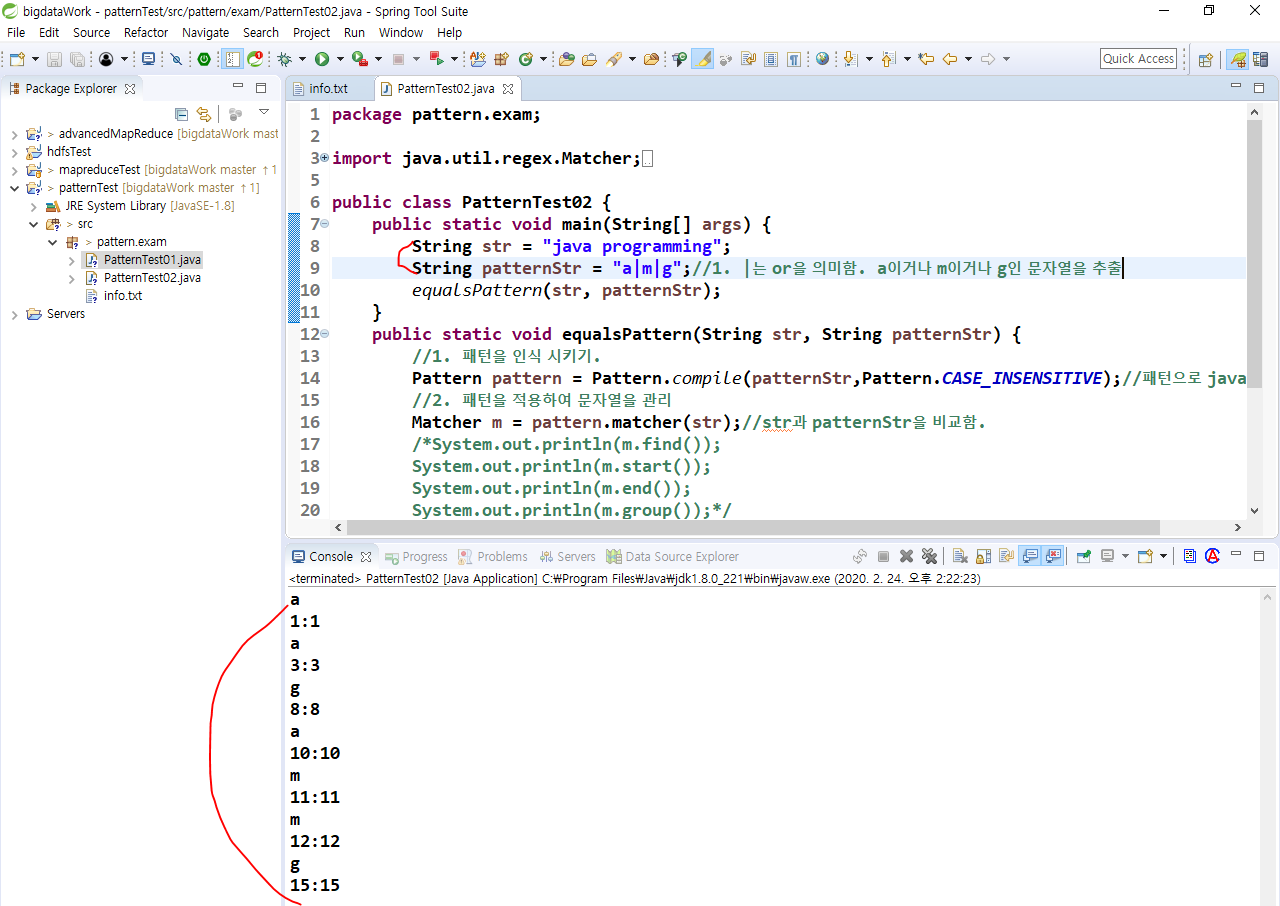 bigdataWork - patternTest/src/pattern/exam/PatternTest02.java - Spring Tool Suite
File Edit Source Refactor Navigate Search Project Run Window Help
Quick Access
Package Explorer
> advancedMapReduce [bigdataWork mast
hdfsTest
> mapreduceTest [bigdataWork master ↑1
> patternTest [bigdataWork master ↑1]
JRE System Library [JavaSE-1.8]
> src
> pattern.exam
PatternTest01.java
PatternTest02.java
info.txt
Servers
info.txt PatternTest02.java
1 package pattern.exam;
2
3 import java.util.regex.Matcher;
5
6 public class PatternTest02 {
7 public static void main(String[] args) {
8 String str = "java programming";
9 String patternStr = "a|m|g";//1. |는 or을 의미함. a이거나 m이거나 g인 문자열을 추출
10 equalsPattern(str, patternStr);
11 }
12 public static void equalsPattern(String str, String patternStr) {
13 //1. 패턴을 인식 시키기.
14 Pattern pattern = Pattern.compile(patternStr,Pattern.CASE_INSENSITIVE);//패턴으로 java
15 //2. 패턴을 적용하여 문자열을 관리
16 Matcher m = pattern.matcher(str);//str과 patternStr을 비교함.
17 /*System.out.println(m.find());
18 System.out.println(m.start());
19 System.out.println(m.end());
20 System.out.println(m.group());*/
Console Progress Problems Servers Data Source Explorer
<terminated> PatternTest02 [Java Application] C:₩Program Files₩Java₩jdk1.8.0_221₩bin₩javaw.exe (2020. 2. 24. 오후 2:22:23)
a
1:1
a
3:3
g
8:8
a
10:10
m
11:11
m
12:12
g
15:15